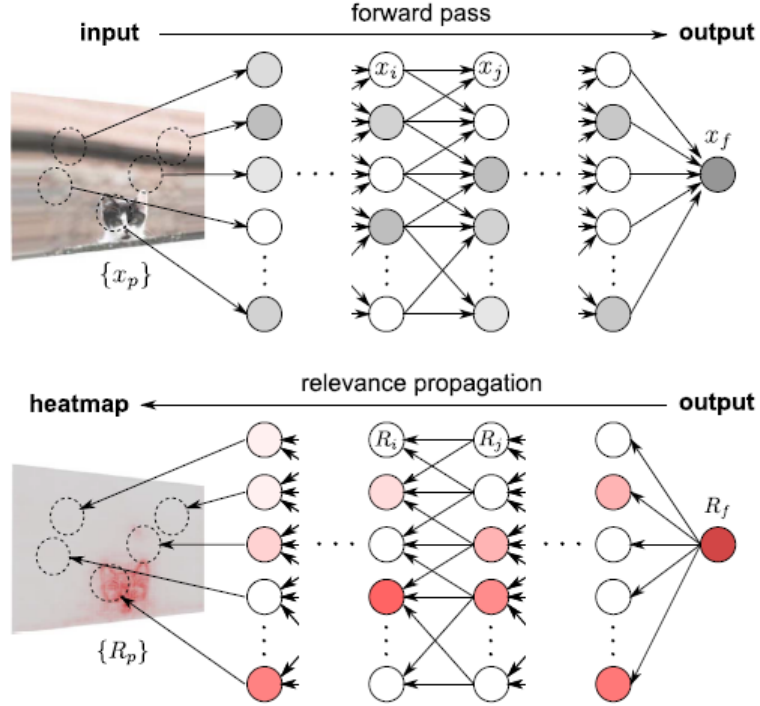 forward pass
input output
x_i x_j
x_f
{x_p}
relevance propagation
heatmap output
R_i R_j
R_f
{R_p}